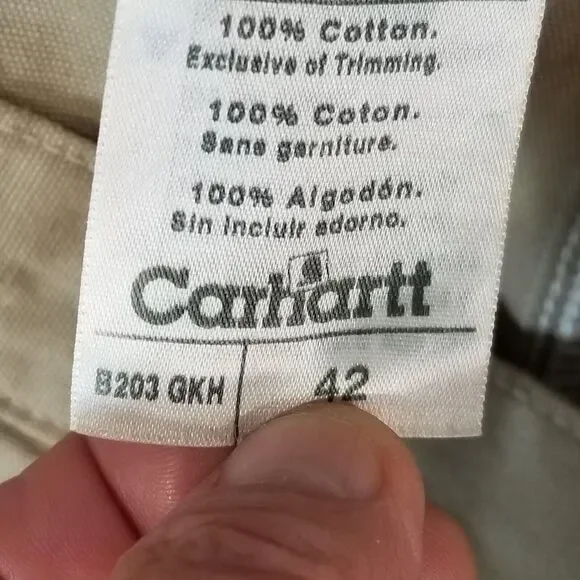 100% Cotton.
Exclusive of Trimming.
100% Coton.
Sans garniture.
100% Algodón.
Sin incluir adorno.
Carhartt
B203 GKH
42